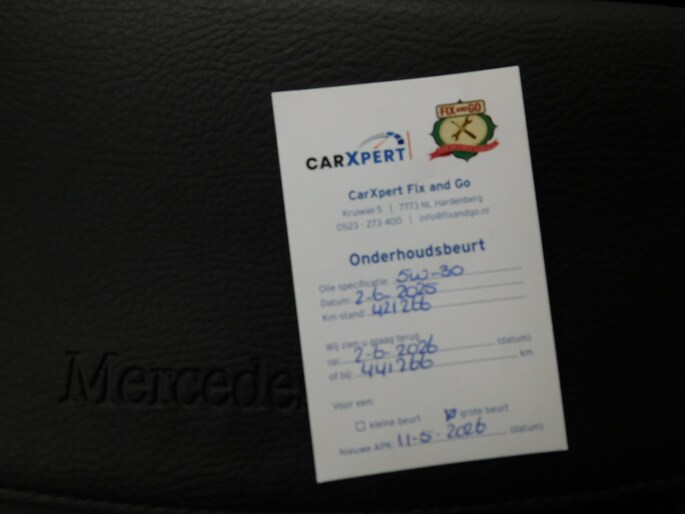 FIX AND GO
CARXPERT
CarXpert Fix and Go
Kruiwiel 5 | 7773 NL Hardenberg
0523 - 273 400 | info@fixandgo.nl
Onderhoudsbeurt
Olie specificatie: 5W-30
Datum: 2-6-2025
Km-stand: 421266
Wij zien u graag terug
op: 2-6-2026 (datum)
of bij: 441266 km
Voor een:
kleine beurt grote beurt
Nieuwe APK: 11-5-2026 (datum)
Mercedes